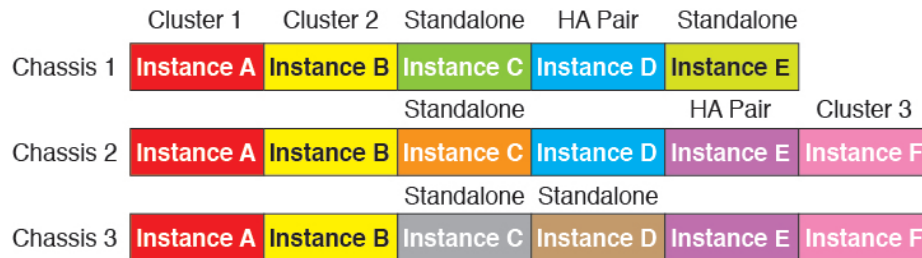 Cluster 1 Cluster 2 Standalone HA Pair Standalone
Chassis 1 Instance A Instance B Instance C Instance D Instance E
Standalone HA Pair Cluster 3
Chassis 2 Instance A Instance B Instance C Instance D Instance E Instance F
Standalone Standalone
Chassis 3 Instance A Instance B Instance C Instance D Instance E Instance F